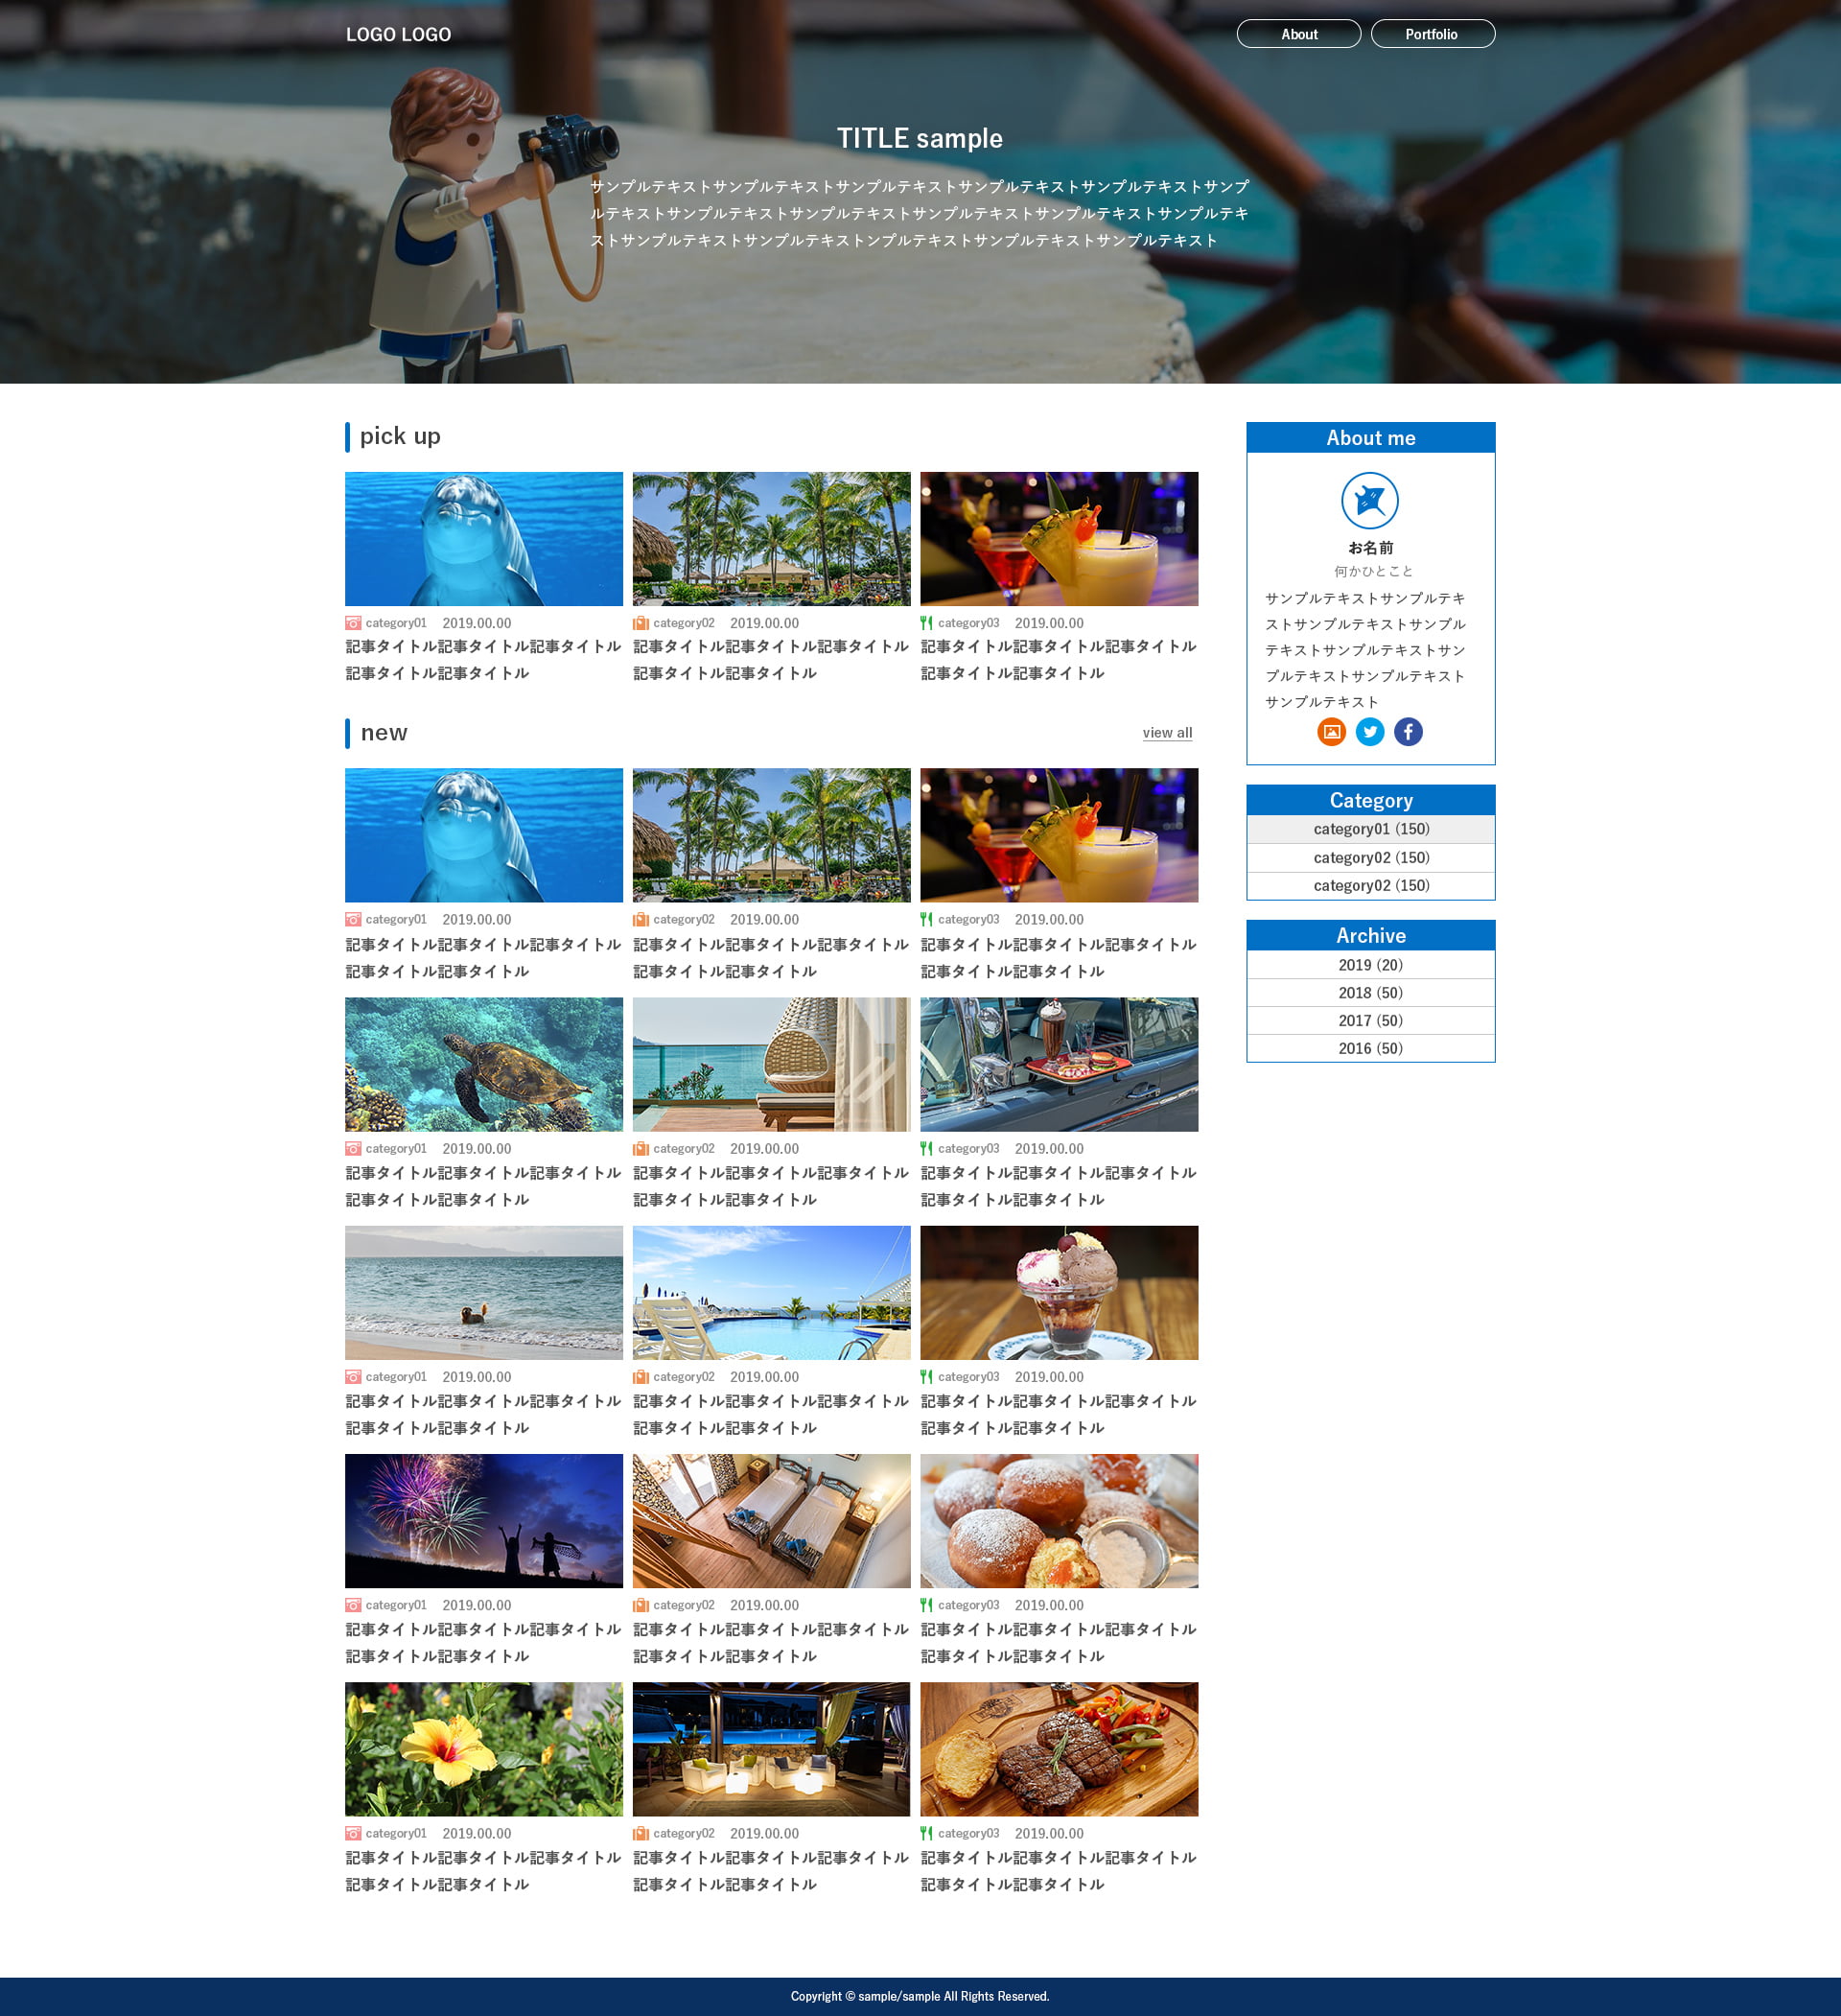 LOGO LOGO
About
Portfolio
TITLE sample
サンプルテキストサンプルテキストサンプルテキストサンプルテキストサンプルテキストサンプ
ルテキストサンプルテキストサンプルテキストサンプルテキストサンプルテキストサンプルテキ
ストサンプルテキストサンプルテキストンプルテキストサンプルテキストサンプルテキスト
pick up
category01 2019.00.00
記事タイトル記事タイトル記事タイトル
記事タイトル記事タイトル
category02 2019.00.00
記事タイトル記事タイトル記事タイトル
記事タイトル記事タイトル
category03 2019.00.00
記事タイトル記事タイトル記事タイトル
記事タイトル記事タイトル
new
view all
category01 2019.00.00
記事タイトル記事タイトル記事タイトル
記事タイトル記事タイトル
category02 2019.00.00
記事タイトル記事タイトル記事タイトル
記事タイトル記事タイトル
category03 2019.00.00
記事タイトル記事タイトル記事タイトル
記事タイトル記事タイトル
category01 2019.00.00
記事タイトル記事タイトル記事タイトル
記事タイトル記事タイトル
category02 2019.00.00
記事タイトル記事タイトル記事タイトル
記事タイトル記事タイトル
category03 2019.00.00
記事タイトル記事タイトル記事タイトル
記事タイトル記事タイトル
category01 2019.00.00
記事タイトル記事タイトル記事タイトル
記事タイトル記事タイトル
category02 2019.00.00
記事タイトル記事タイトル記事タイトル
記事タイトル記事タイトル
category03 2019.00.00
記事タイトル記事タイトル記事タイトル
記事タイトル記事タイトル
category01 2019.00.00
記事タイトル記事タイトル記事タイトル
記事タイトル記事タイトル
category02 2019.00.00
記事タイトル記事タイトル記事タイトル
記事タイトル記事タイトル
category03 2019.00.00
記事タイトル記事タイトル記事タイトル
記事タイトル記事タイトル
category01 2019.00.00
記事タイトル記事タイトル記事タイトル
記事タイトル記事タイトル
category02 2019.00.00
記事タイトル記事タイトル記事タイトル
記事タイトル記事タイトル
category03 2019.00.00
記事タイトル記事タイトル記事タイトル
記事タイトル記事タイトル
About me
お名前
何かひとこと
サンプルテキストサンプルテキ
ストサンプルテキストサンプル
テキストサンプルテキストサン
プルテキストサンプルテキスト
サンプルテキスト
Category
category01 (150)
category02 (150)
category02 (150)
Archive
2019 (20)
2018 (50)
2017 (50)
2016 (50)
Copyright © sample/sample All Rights Reserved.